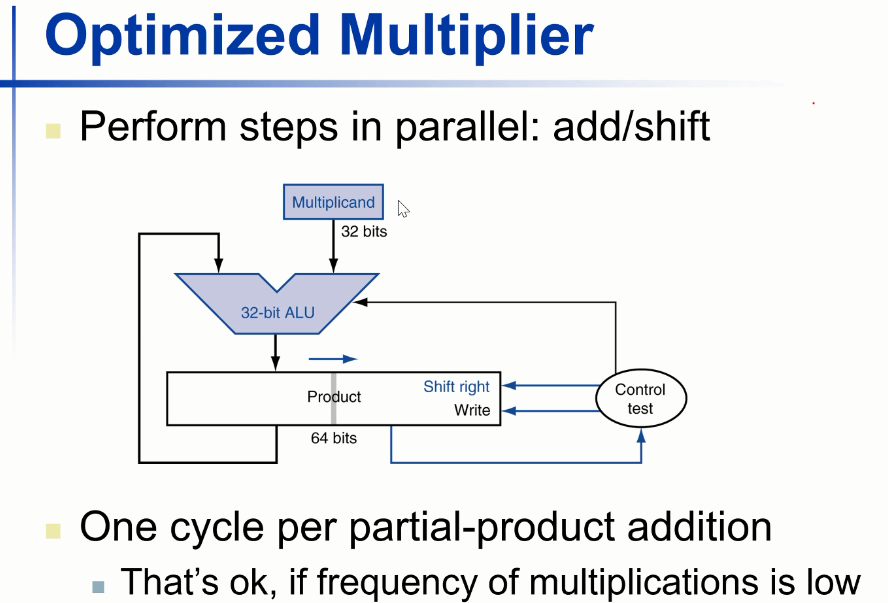 Optimized Multiplier
Perform steps in parallel: add/shift
Multiplicand
32 bits
32-bit ALU
Product
Shift right
Write
64 bits
Control
test
One cycle per partial-product addition
That's ok, if frequency of multiplications is low